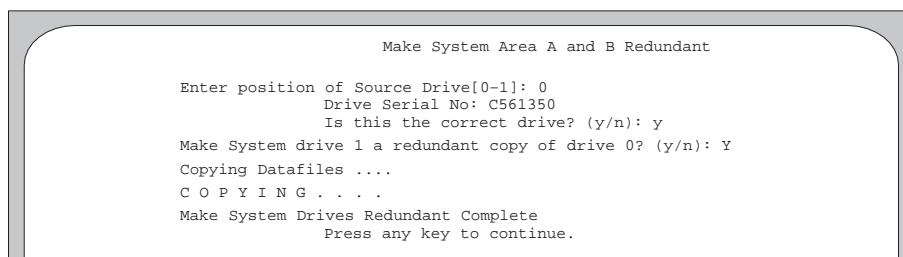 Make System Area A and B Redundant
Enter position of Source Drive[0–1]: 0
Drive Serial No: C561350
Is this the correct drive? (y/n): y
Make System drive 1 a redundant copy of drive 0? (y/n): Y
Copying Datafiles ....
C O P Y I N G . . . .
Make System Drives Redundant Complete
Press any key to continue.